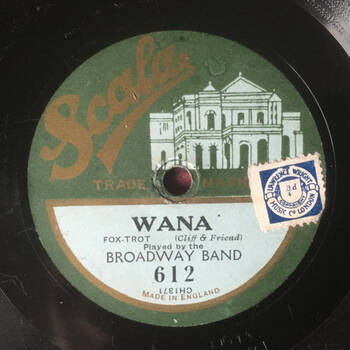 Scala
TRADE MARK
WANA
FOX-TROT (Cliff & Friend)
Played by the
BROADWAY BAND
612
CH1371
MADE IN ENGLAND
LAWRENCE WRIGHT
MUSIC Co. LONDON